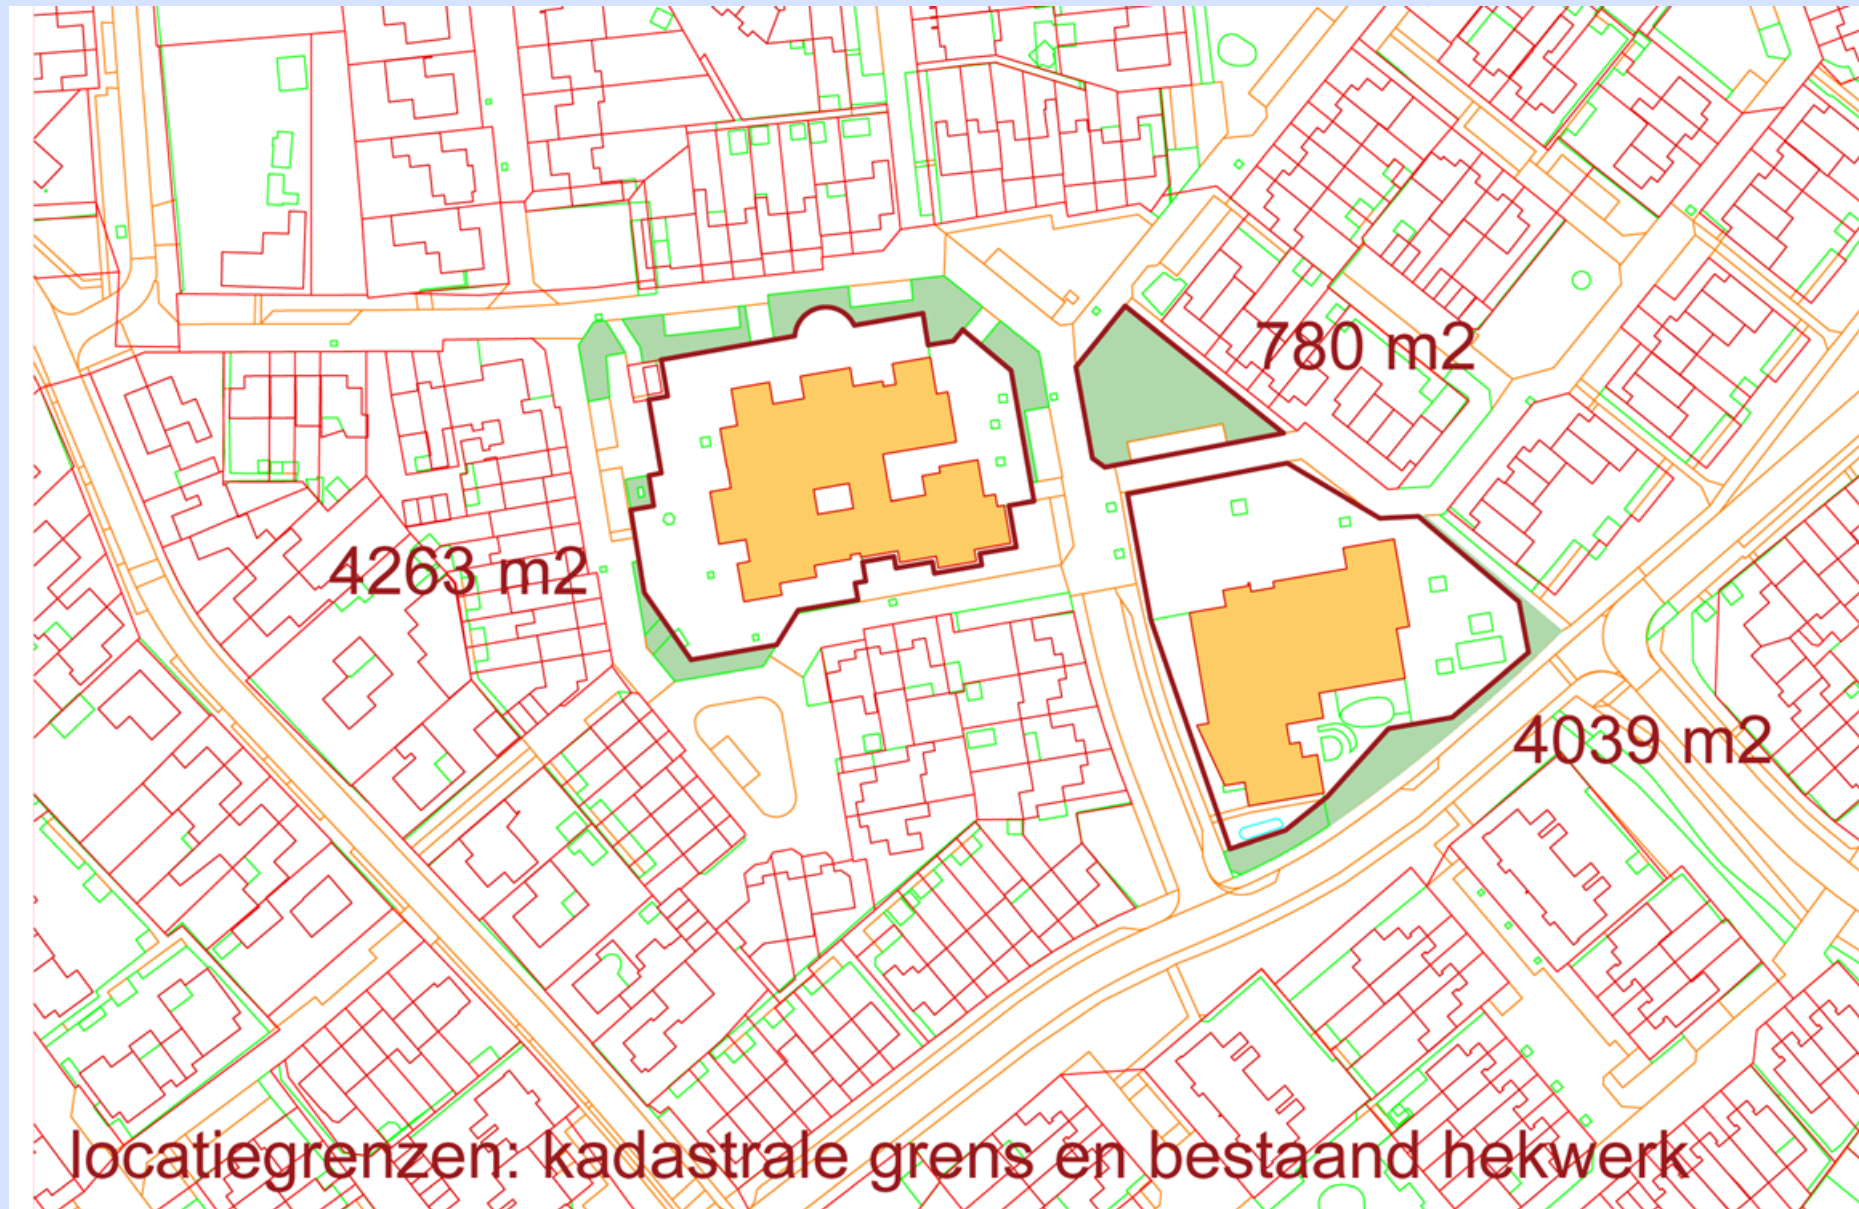 780 m2
4263 m2
4039 m2
locatiegrenzen: kadastrale grens en bestaand hekwerk